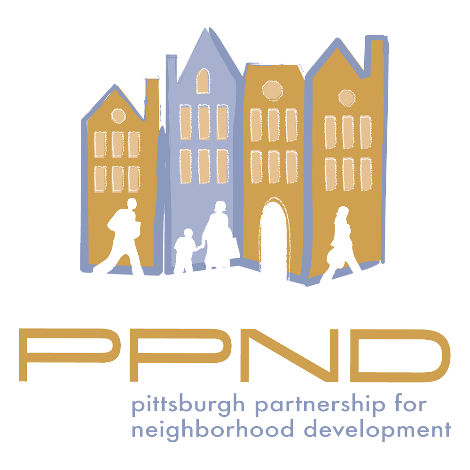 PPND
pittsburgh partnership for
neighborhood development